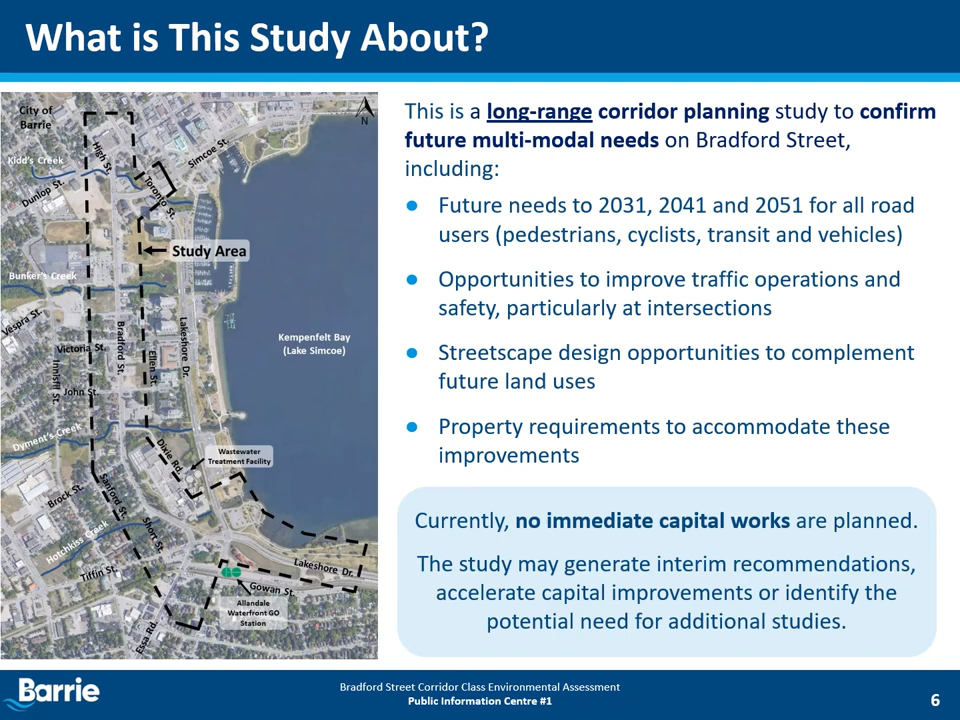 What is This Study About?
City of
Barrie
N
Kidd's Creek
High St.
Simcoe St.
Dunlop St.
Toronto St.
Study Area
Bunker's Creek
Vespra St.
Victoria St.
Bradford St.
Ellen St.
Lakeshore Dr.
Kempenfelt Bay
(Lake Simcoe)
Innisfil St.
John St.
Dyment's Creek
Dixie Rd.
Wastewater
Treatment Facility
Brock St.
Sanford St.
Short St.
Hotchkiss Creek
Tiffin St.
Lakeshore Dr.
Gowan St.
Allandale
Waterfront GO
Station
Essa Rd.
This is a long-range corridor planning study to confirm
future multi-modal needs on Bradford Street,
including:
● Future needs to 2031, 2041 and 2051 for all road
users (pedestrians, cyclists, transit and vehicles)
● Opportunities to improve traffic operations and
safety, particularly at intersections
● Streetscape design opportunities to complement
future land uses
● Property requirements to accommodate these
improvements
Currently, no immediate capital works are planned.
The study may generate interim recommendations,
accelerate capital improvements or identify the
potential need for additional studies.
Barrie
Bradford Street Corridor Class Environmental Assessment
Public Information Centre #1
6